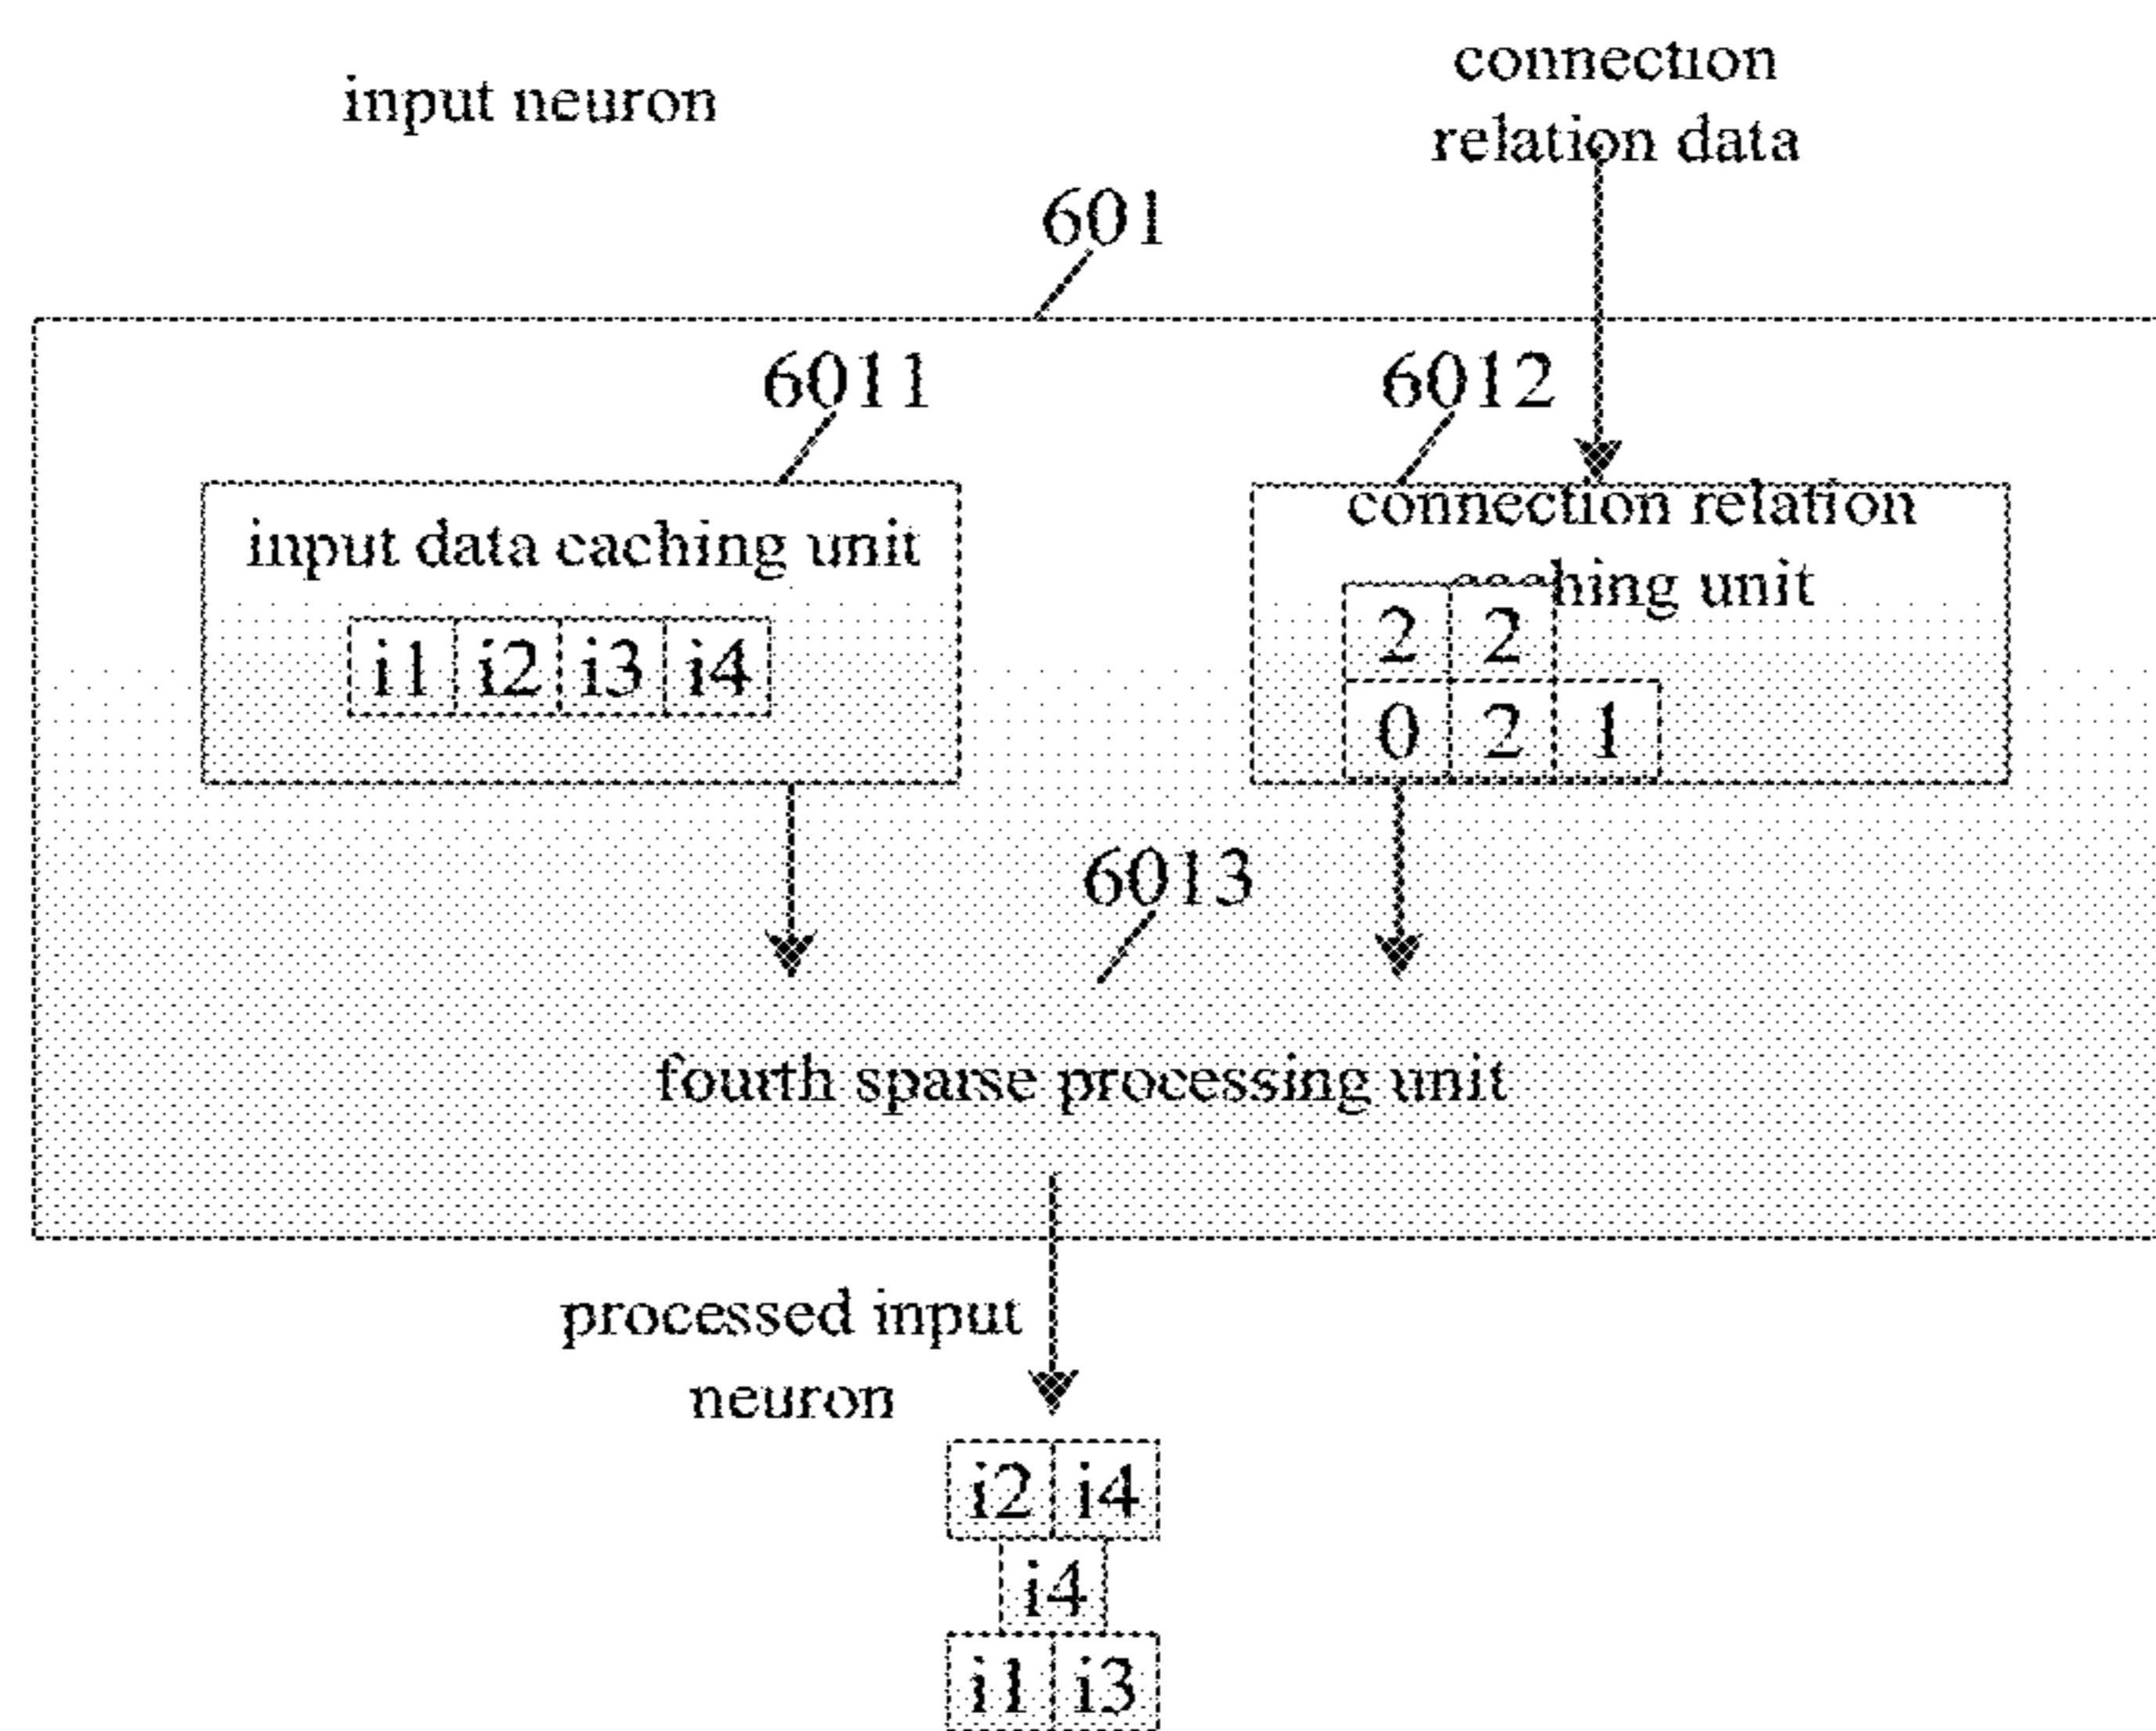 input neuron
connection
relation data
601
6011
6012
input data caching unit
connection relation
caching unit
i1 i2 i3 i4
2 2
0 2 1
6013
fourth sparse processing unit
processed input
neuron
i2 i4
i4
i1 i3